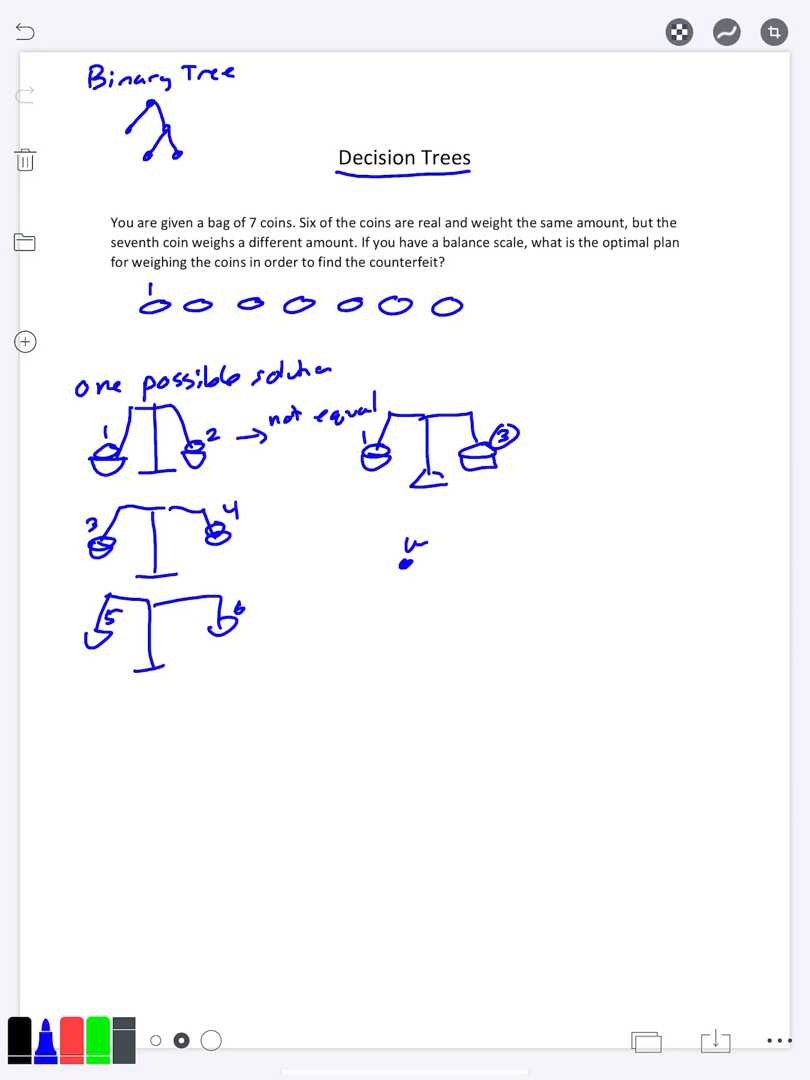 Binary Tree
Decision Trees
You are given a bag of 7 coins. Six of the coins are real and weight the same amount, but the
seventh coin weighs a different amount. If you have a balance scale, what is the optimal plan
for weighing the coins in order to find the counterfeit?
1
one possible solution
1 2 → not equal 1 3
3 4
5 6